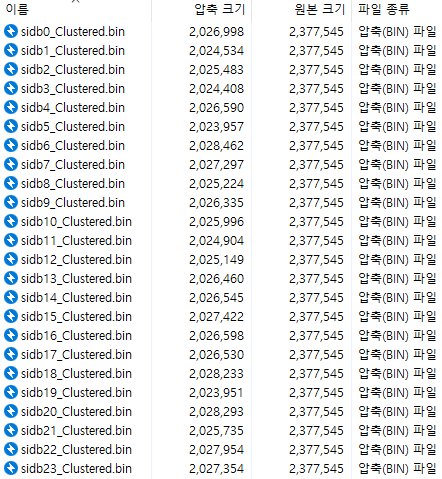 이름 압축 크기 원본 크기 파일 종류
sidb0_Clustered.bin 2,026,998 2,377,545 압축(BIN) 파일
sidb1_Clustered.bin 2,024,534 2,377,545 압축(BIN) 파일
sidb2_Clustered.bin 2,025,483 2,377,545 압축(BIN) 파일
sidb3_Clustered.bin 2,024,408 2,377,545 압축(BIN) 파일
sidb4_Clustered.bin 2,026,590 2,377,545 압축(BIN) 파일
sidb5_Clustered.bin 2,023,957 2,377,545 압축(BIN) 파일
sidb6_Clustered.bin 2,028,462 2,377,545 압축(BIN) 파일
sidb7_Clustered.bin 2,027,297 2,377,545 압축(BIN) 파일
sidb8_Clustered.bin 2,025,224 2,377,545 압축(BIN) 파일
sidb9_Clustered.bin 2,026,335 2,377,545 압축(BIN) 파일
sidb10_Clustered.bin 2,025,996 2,377,545 압축(BIN) 파일
sidb11_Clustered.bin 2,024,904 2,377,545 압축(BIN) 파일
sidb12_Clustered.bin 2,025,149 2,377,545 압축(BIN) 파일
sidb13_Clustered.bin 2,026,460 2,377,545 압축(BIN) 파일
sidb14_Clustered.bin 2,026,545 2,377,545 압축(BIN) 파일
sidb15_Clustered.bin 2,027,422 2,377,545 압축(BIN) 파일
sidb16_Clustered.bin 2,026,598 2,377,545 압축(BIN) 파일
sidb17_Clustered.bin 2,026,530 2,377,545 압축(BIN) 파일
sidb18_Clustered.bin 2,028,233 2,377,545 압축(BIN) 파일
sidb19_Clustered.bin 2,023,951 2,377,545 압축(BIN) 파일
sidb20_Clustered.bin 2,028,293 2,377,545 압축(BIN) 파일
sidb21_Clustered.bin 2,025,735 2,377,545 압축(BIN) 파일
sidb22_Clustered.bin 2,027,954 2,377,545 압축(BIN) 파일
sidb23_Clustered.bin 2,027,354 2,377,545 압축(BIN) 파일